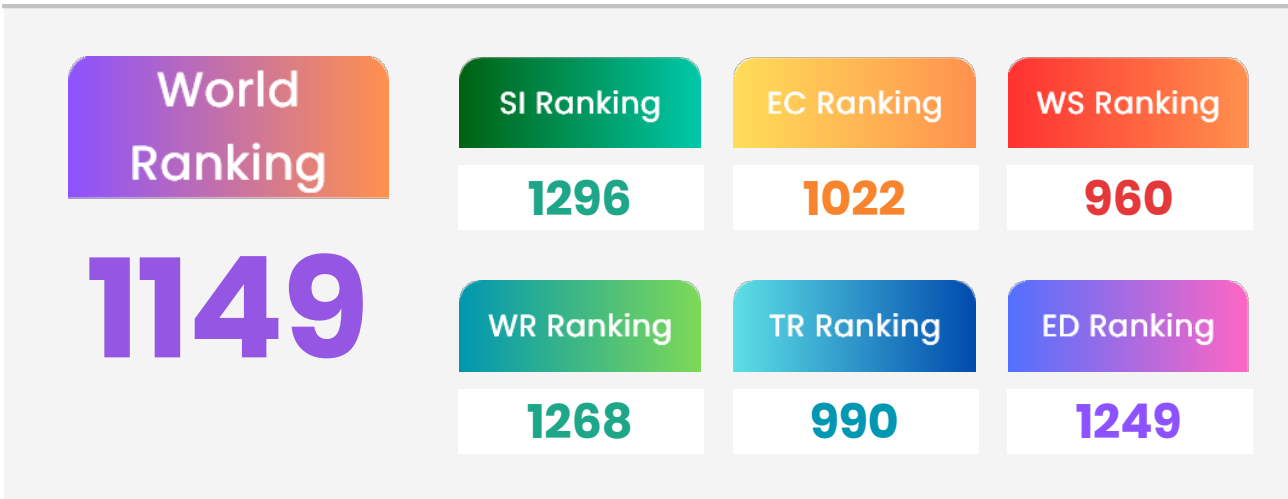 World
Ranking
1149
SI Ranking
1296
EC Ranking
1022
WS Ranking
960
WR Ranking
1268
TR Ranking
990
ED Ranking
1249